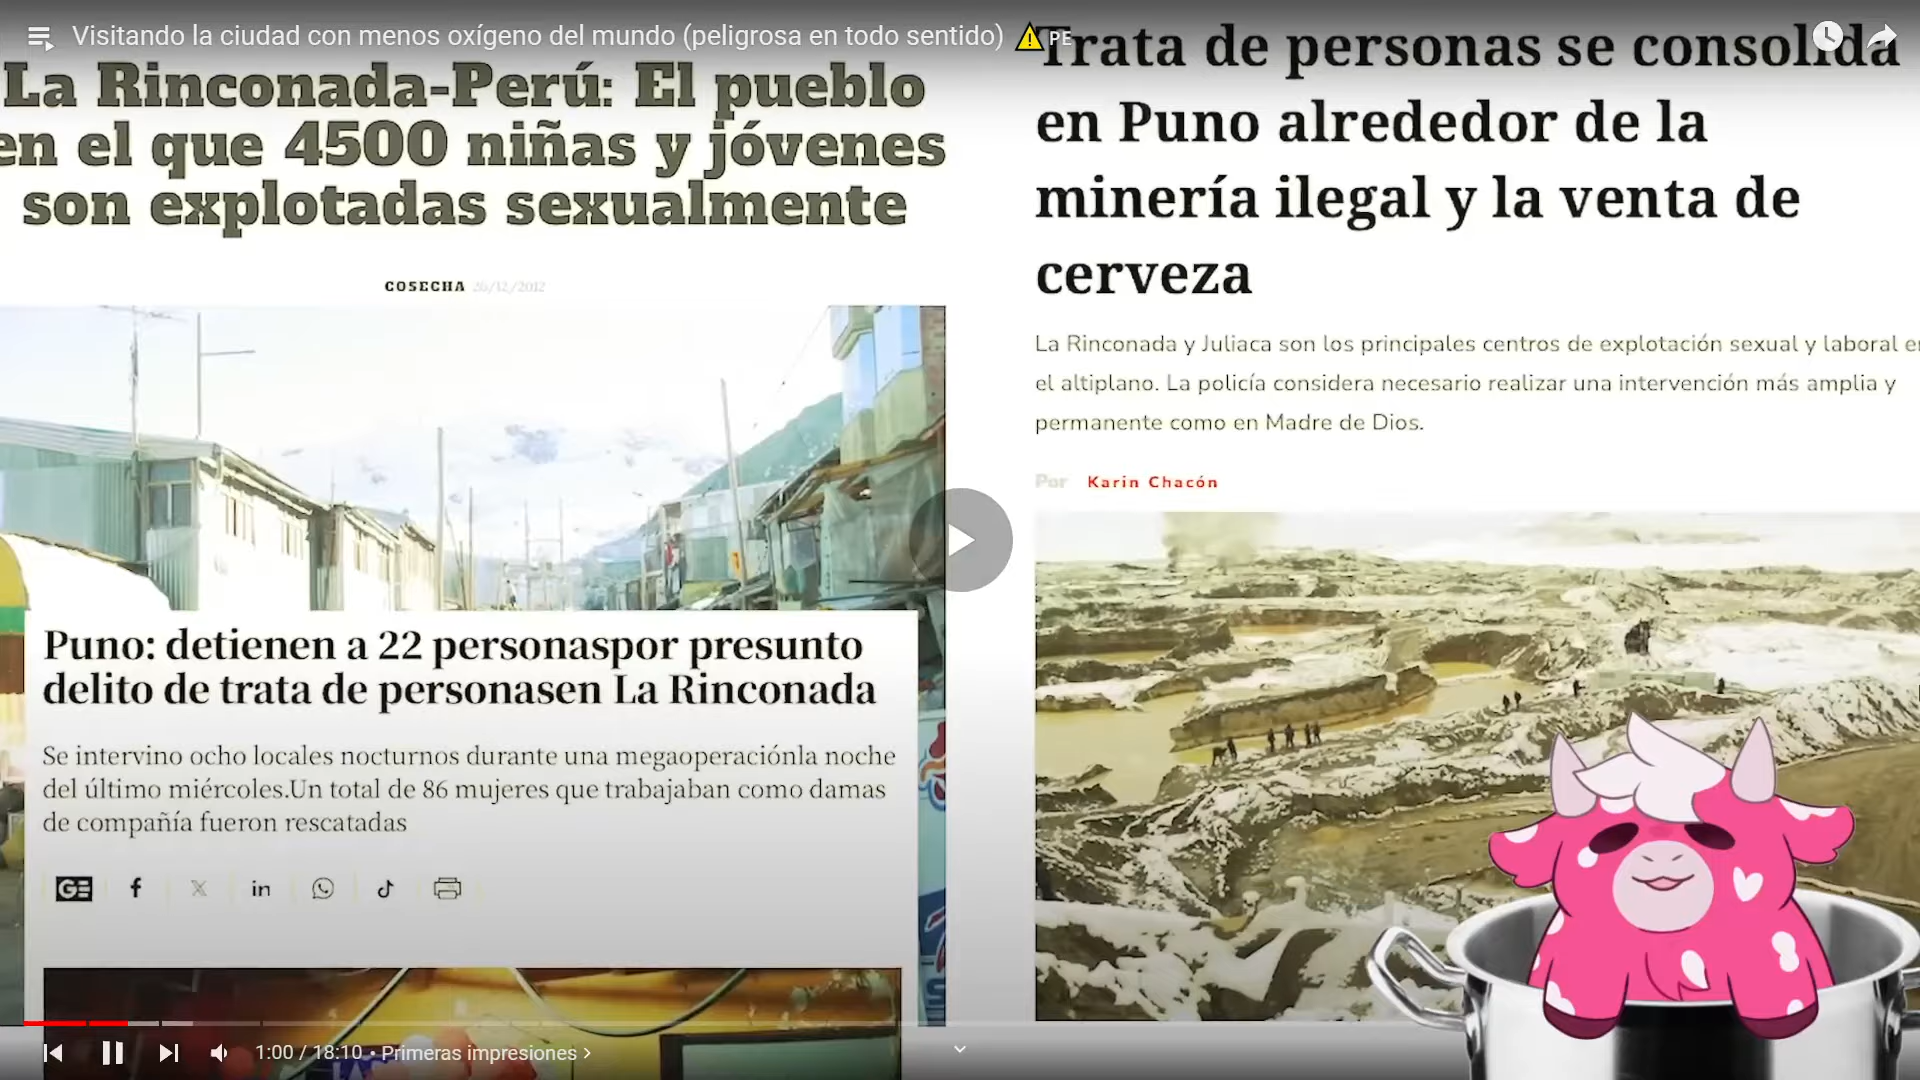 Visitando la ciudad con menos oxígeno del mundo (peligrosa en todo sentido) ⚠️ PE
La Rinconada-Perú: El pueblo
en el que 4500 niñas y jóvenes
son explotadas sexualmente
COSECHA 26/12/2012
Puno: detienen a 22 personaspor presunto
delito de trata de personasen La Rinconada
Se intervino ocho locales nocturnos durante una megaoperaciónla noche
del último miércoles.Un total de 86 mujeres que trabajaban como damas
de compañía fueron rescatadas
Trata de personas se consolida
en Puno alrededor de la
minería ilegal y la venta de
cerveza
La Rinconada y Juliaca son los principales centros de explotación sexual y laboral en
el altiplano. La policía considera necesario realizar una intervención más amplia y
permanente como en Madre de Dios.
Por Karin Chacón
1:00 / 18:10 • Primeras impresiones